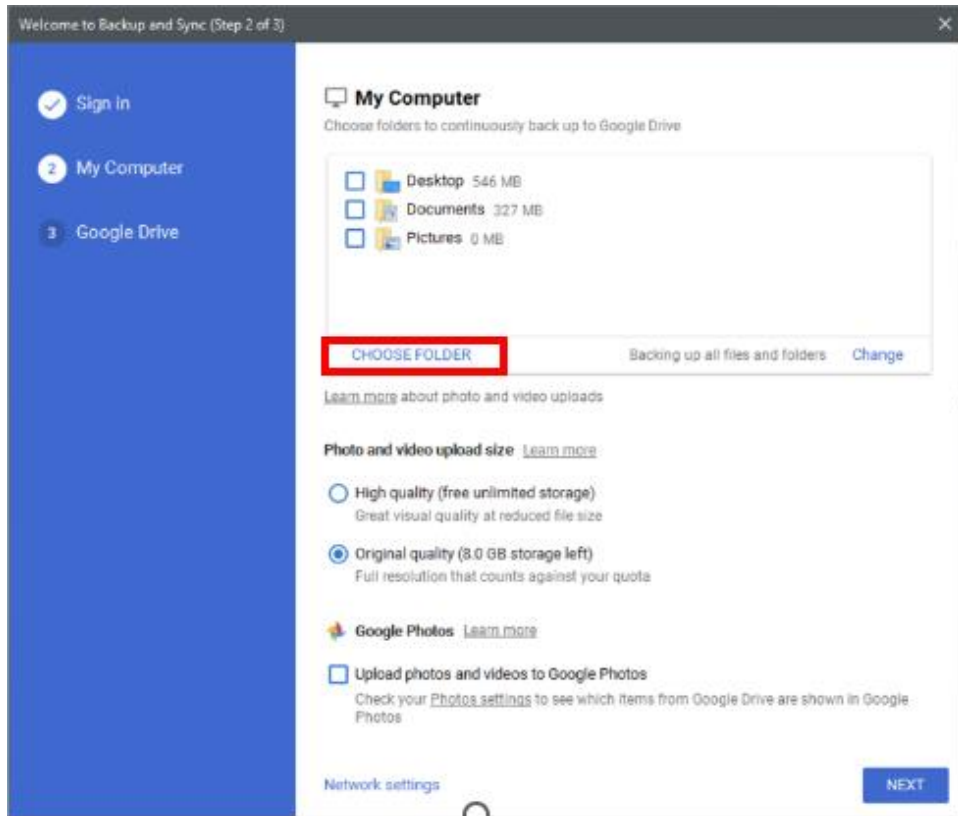 Welcome to Backup and Sync (Step 2 of 3)
Sign in
2 My Computer
3 Google Drive
My Computer
Choose folders to continuously back up to Google Drive
Desktop 546 MB
Documents 327 MB
Pictures 0 MB
CHOOSE FOLDER Backing up all files and folders Change
Learn more about photo and video uploads
Photo and video upload size Learn more
High quality (free unlimited storage)
Great visual quality at reduced file size
Original quality (8.0 GB storage left)
Full resolution that counts against your quota
Google Photos Learn more
Upload photos and videos to Google Photos
Check your Photos settings to see which items from Google Drive are shown in Google
Photos
Network settings NEXT